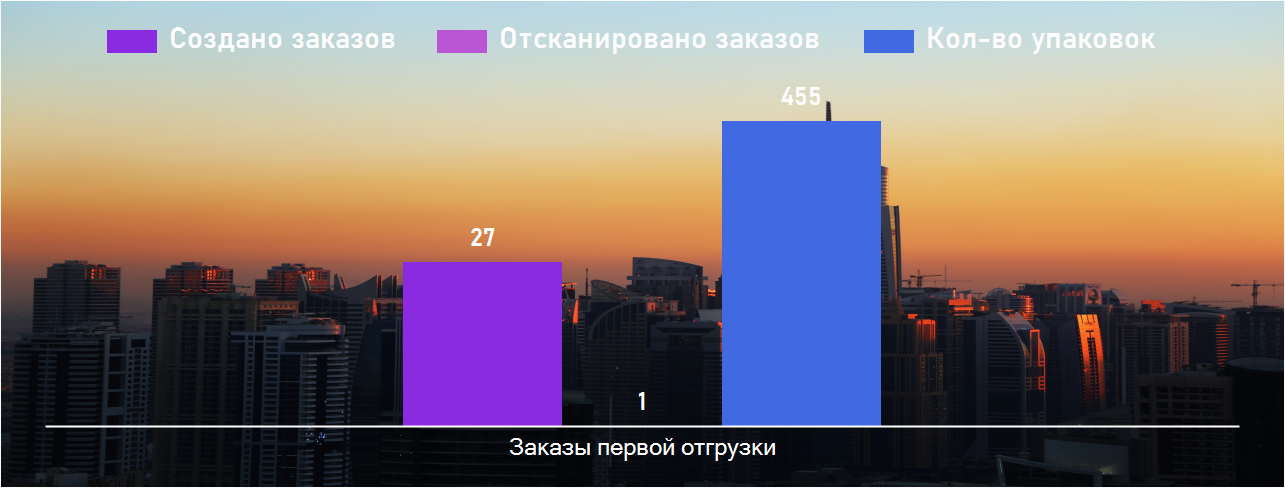 Создано заказов
Отсканировано заказов
Кол-во упаковок
455
27
1
Заказы первой отгрузки